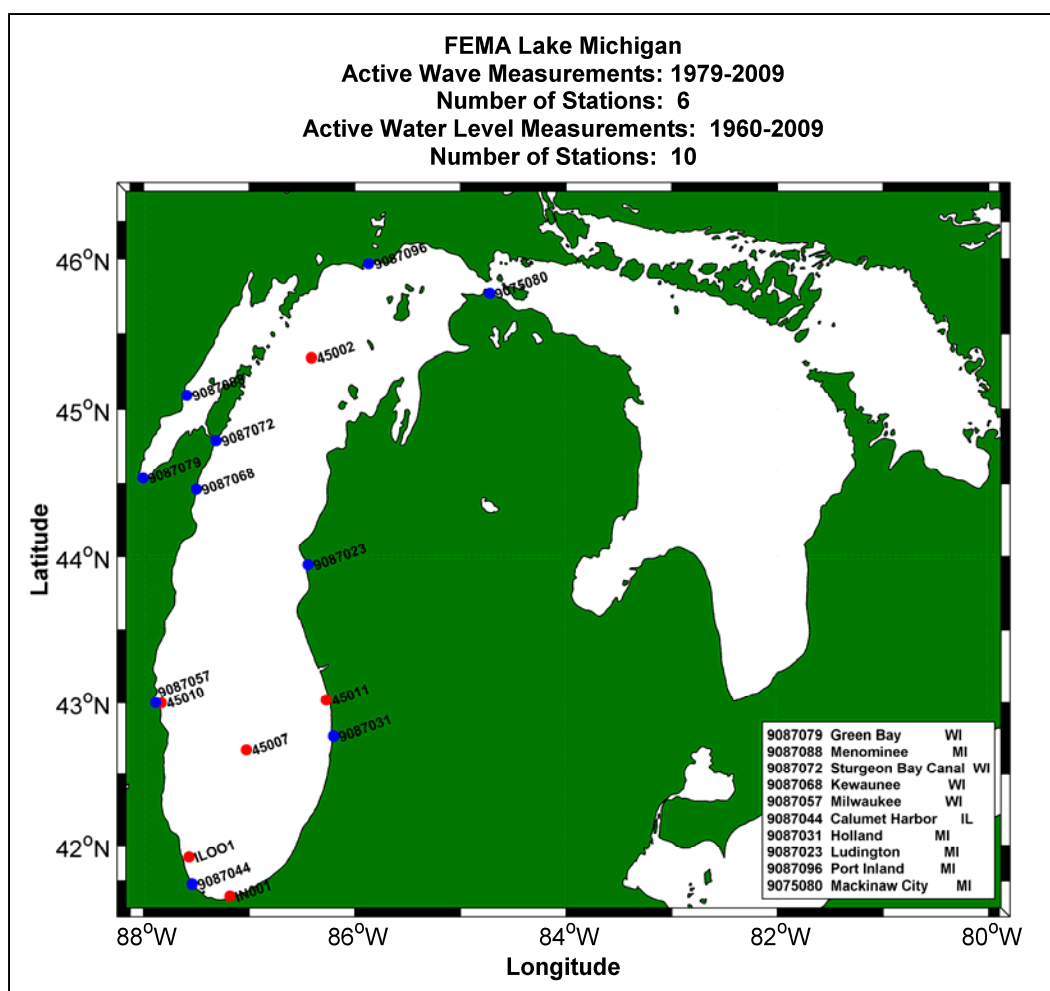 FEMA Lake Michigan
Active Wave Measurements: 1979-2009
Number of Stations: 6
Active Water Level Measurements: 1960-2009
Number of Stations: 10
46°N
45°N
44°N
43°N
42°N
Latitude
9087096
9075080
45002
9087088
9087072
9087079
9087068
9087023
9087057
45010
45011
9087031
45007
ILOO1
9087044
IN001
9087079 Green Bay WI
9087088 Menominee MI
9087072 Sturgeon Bay Canal WI
9087068 Kewaunee WI
9087057 Milwaukee WI
9087044 Calumet Harbor IL
9087031 Holland MI
9087023 Ludington MI
9087096 Port Inland MI
9075080 Mackinaw City MI
88°W
86°W
84°W
82°W
80°W
Longitude